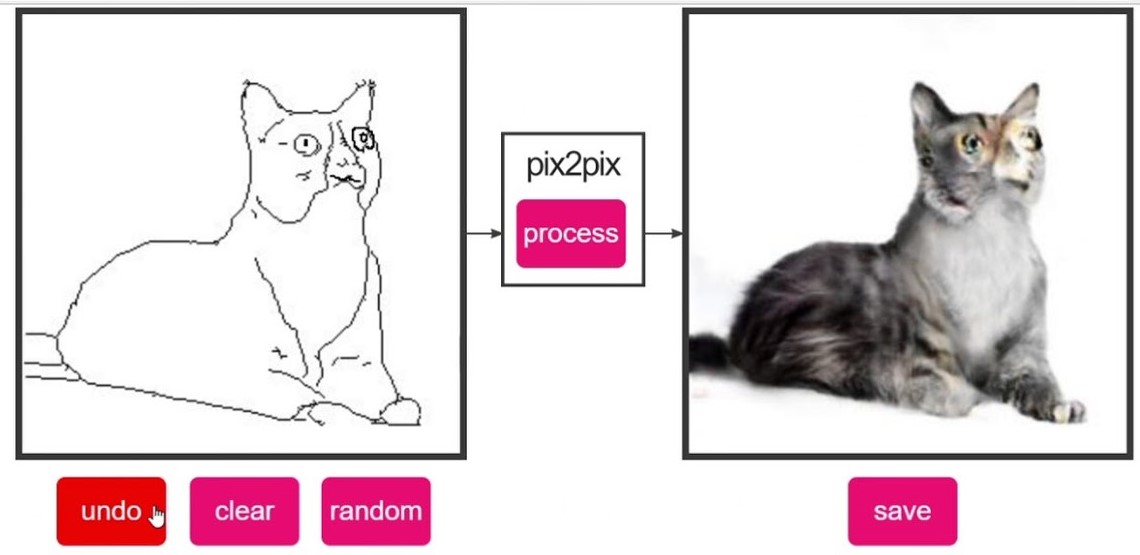 pix2pix
process
undo
clear
random
save